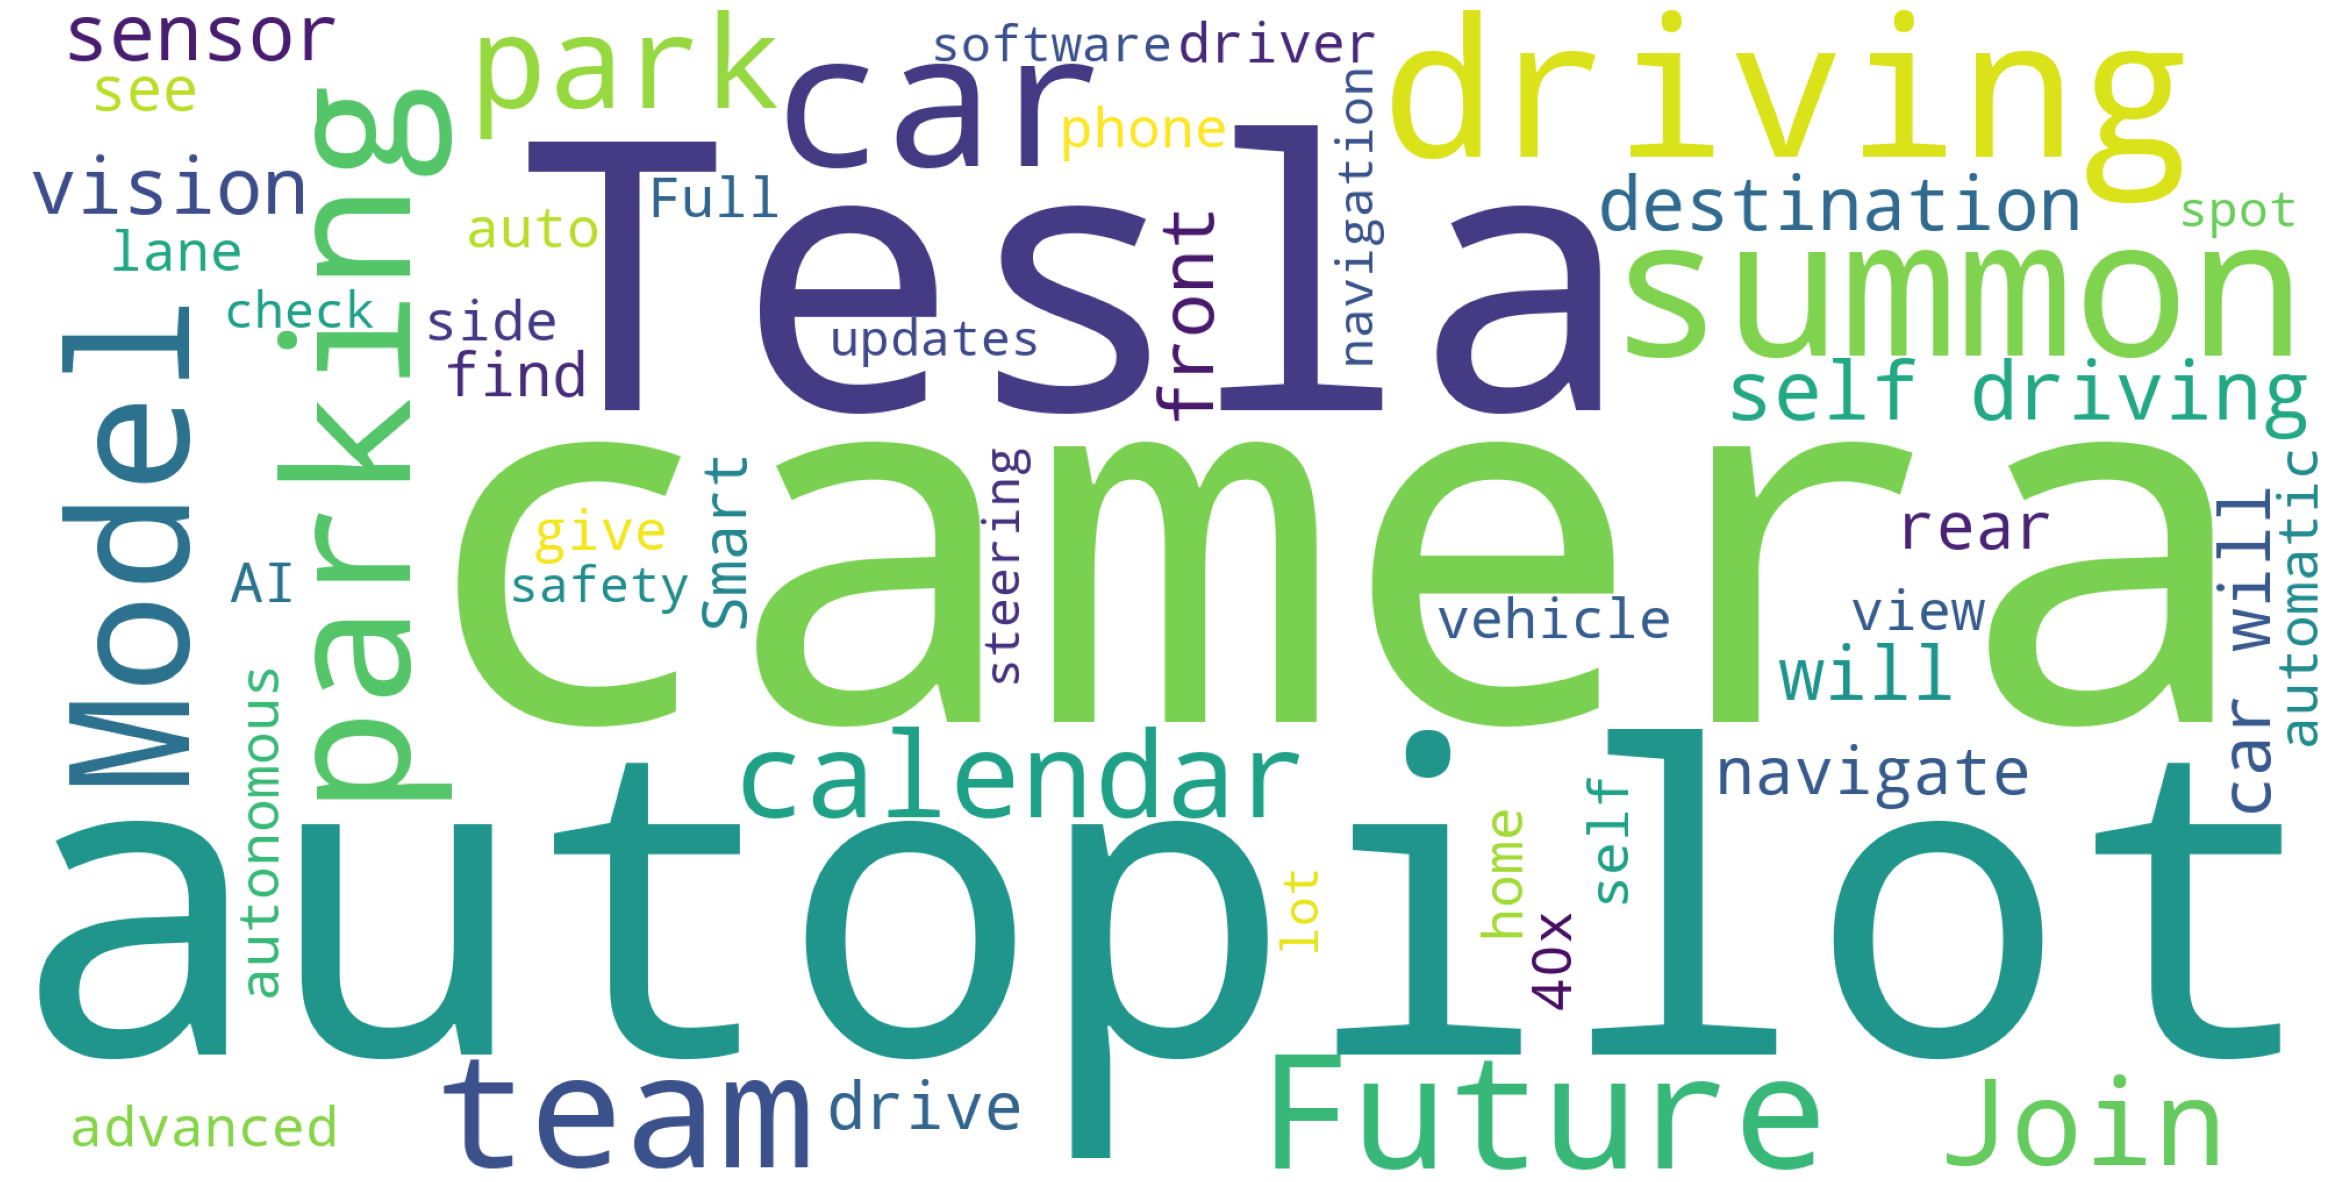 sensor
park
software
driver
driving
see
car
phone
navigation
parking
Tesla
vision
Full
destination
spot
auto
front
lane
summon
check
side
updates
Model
find
self driving
camera
Smart
steering
automatic
car will
give
rear
AI
safety
vehicle
view
will
autonomous
calendar
navigate
autopilot
self
home
lot
40x
team
drive
Future
Join
advanced